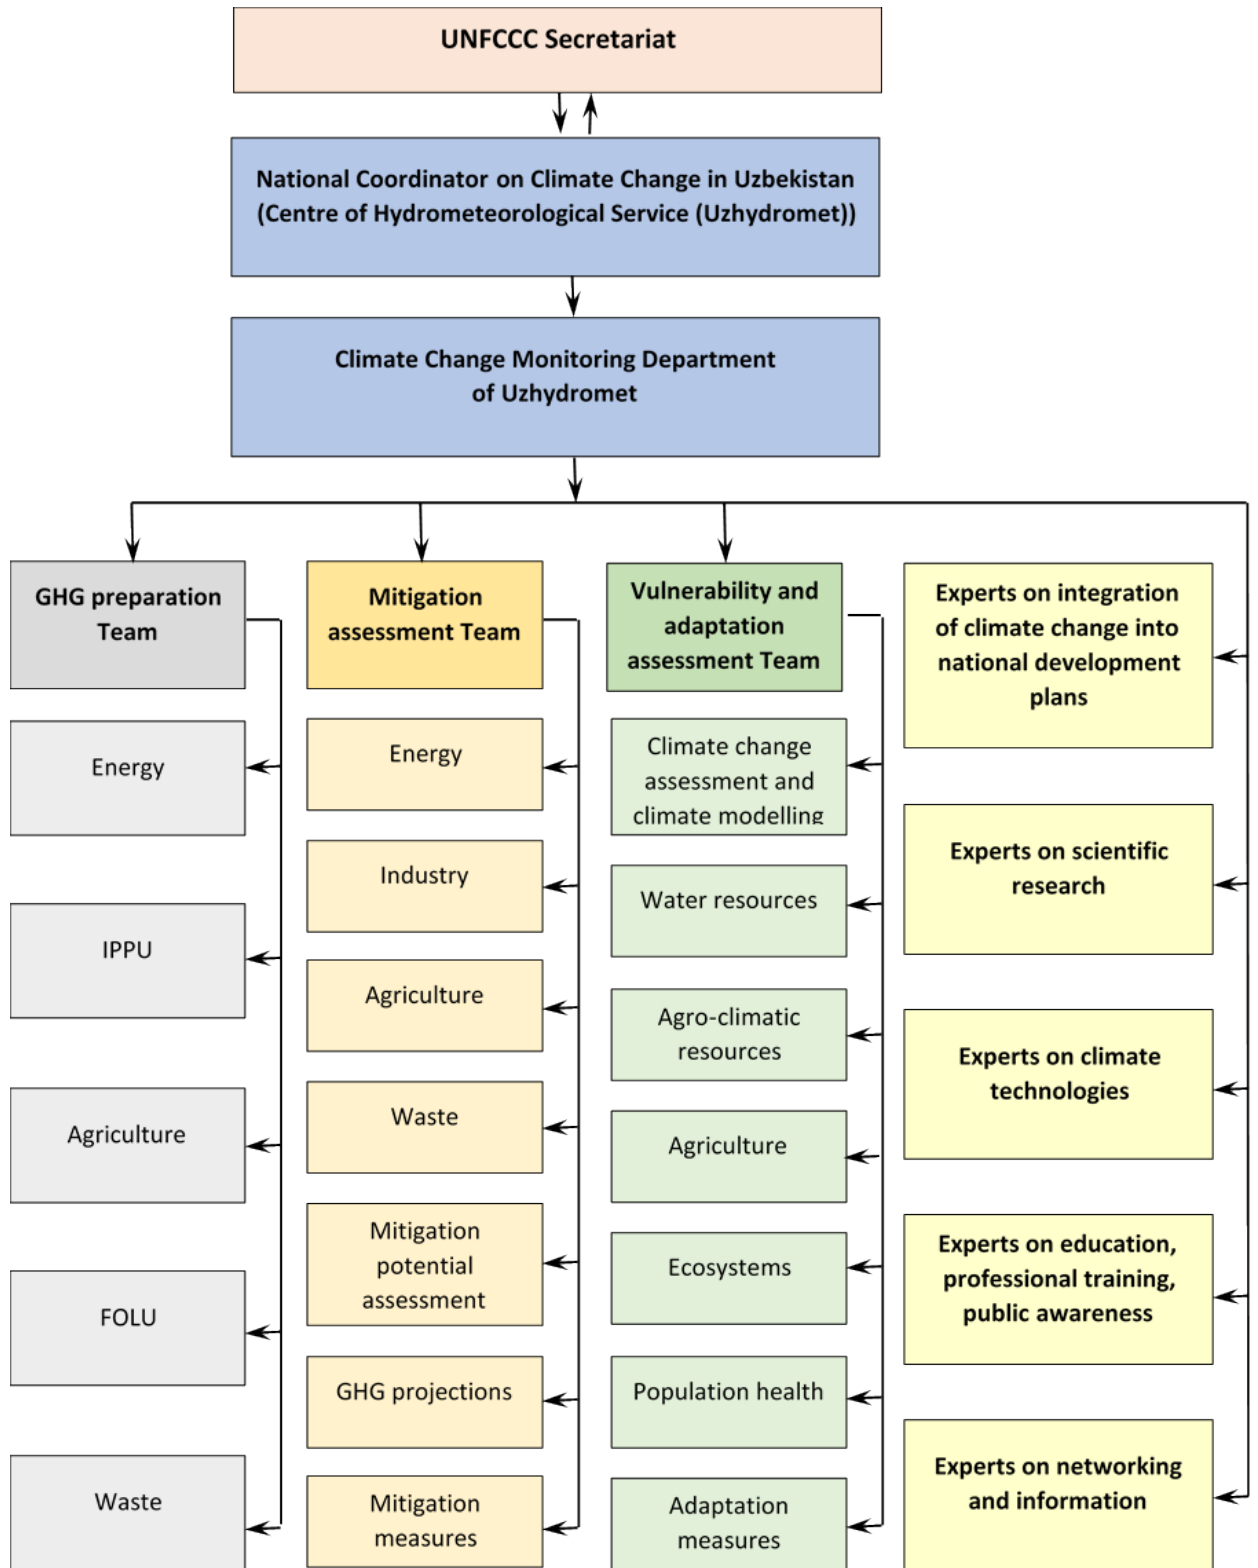 UNFCCC Secretariat
National Coordinator on Climate Change in Uzbekistan
(Centre of Hydrometeorological Service (Uzhydromet))
Climate Change Monitoring Department
of Uzhydromet
GHG preparation
Team
Energy
IPPU
Agriculture
FOLU
Waste
Mitigation
assessment Team
Energy
Industry
Agriculture
Waste
Mitigation
potential
assessment
GHG projections
Mitigation
measures
Vulnerability and
adaptation
assessment Team
Climate change
assessment and
climate modelling
Water resources
Agro-climatic
resources
Agriculture
Ecosystems
Population health
Adaptation
measures
Experts on integration
of climate change into
national development
plans
Experts on scientific
research
Experts on climate
technologies
Experts on education,
professional training,
public awareness
Experts on networking
and information